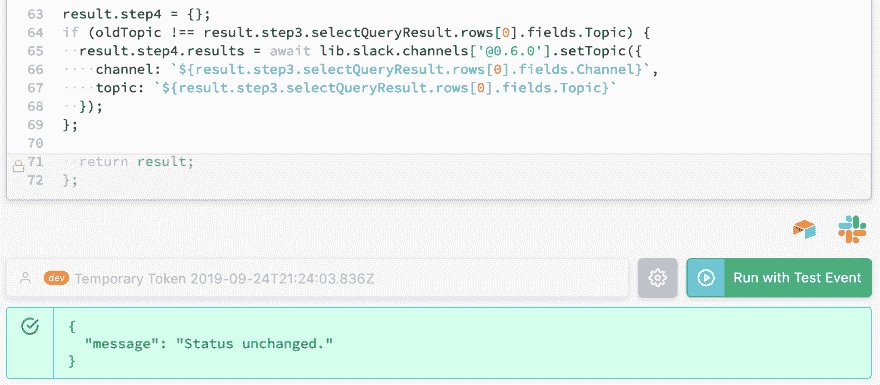 63 result.step4 = {};
64 if (oldTopic !== result.step3.selectQueryResult.rows[0].fields.Topic) {
65 ··result.step4.results = await lib.slack.channels['@0.6.0'].setTopic({
66 ····channel: `${result.step3.selectQueryResult.rows[0].fields.Channel}`,
67 ····topic: `${result.step3.selectQueryResult.rows[0].fields.Topic}`
68 ··});
69 };
70
71 ··return result;
72 };
dev Temporary Token 2019-09-24T21:24:03.836Z
Run with Test Event
{
"message": "Status unchanged."
}